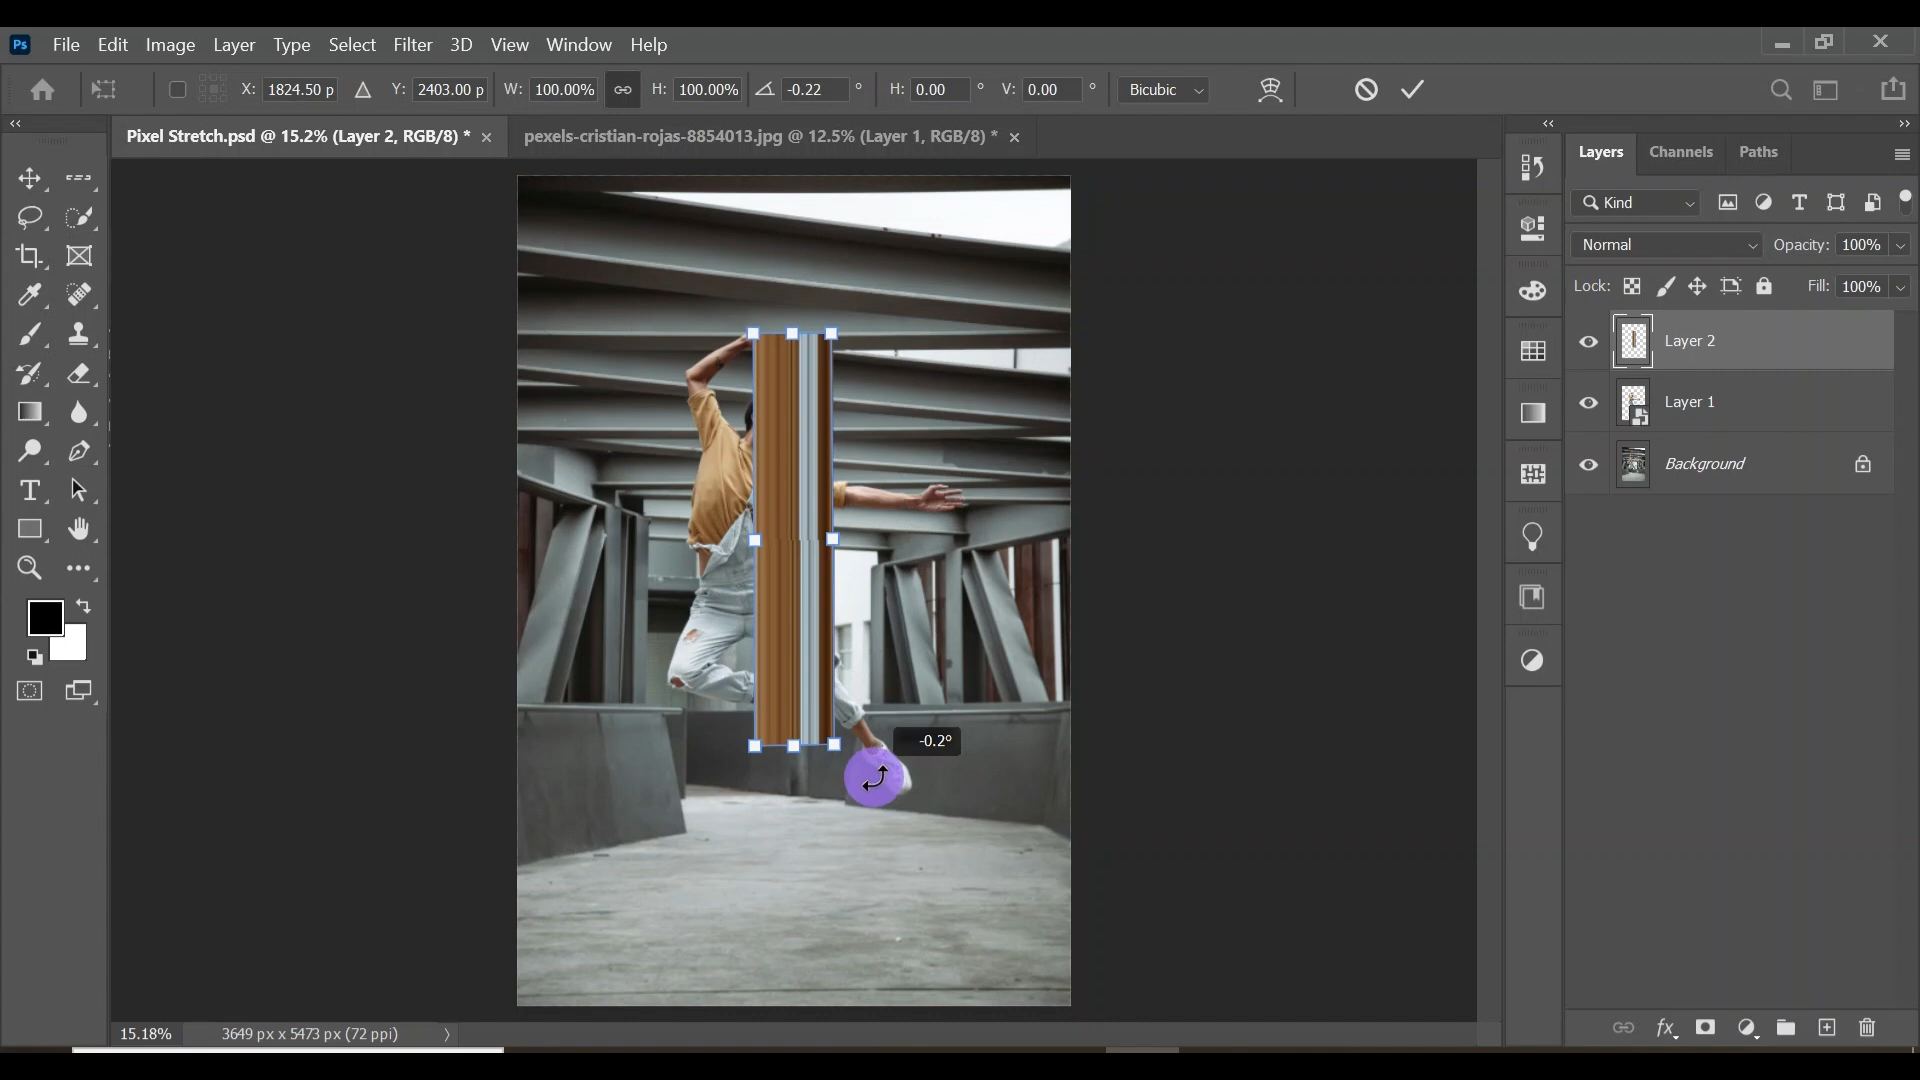 Ps File Edit Image Layer Type Select Filter 3D View Window Help
X: 1824.50 p Y: 2403.00 p W: 100.00% H: 100.00% -0.22 ° H: 0.00 ° V: 0.00 ° Bicubic
Pixel Stretch.psd @ 15.2% (Layer 2, RGB/8) * pexels-cristian-rojas-8854013.jpg @ 12.5% (Layer 1, RGB/8) *
Layers Channels Paths
Kind
Normal Opacity: 100%
Lock: Fill: 100%
Layer 2
Layer 1
Background
-0.2°
15.18% 3649 px x 5473 px (72 ppi)